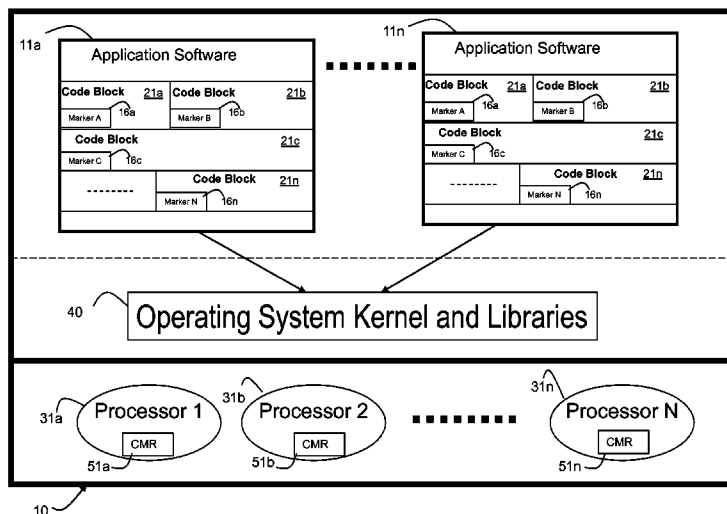 11a
11n
Application Software
Application Software
Code Block 21a Code Block 21b
Marker A 16a Marker B 16b
Code Block 21c
Marker C 16c
Code Block 21n
Marker N 16n
Code Block 21a Code Block 21b
Marker A 16a Marker B 16b
Code Block 21c
Marker C 16c
Code Block 21n
Marker N 16n
40
Operating System Kernel and Libraries
31a
31b
31n
Processor 1
Processor 2
Processor N
CMR
CMR
CMR
51a
51b
51n
10